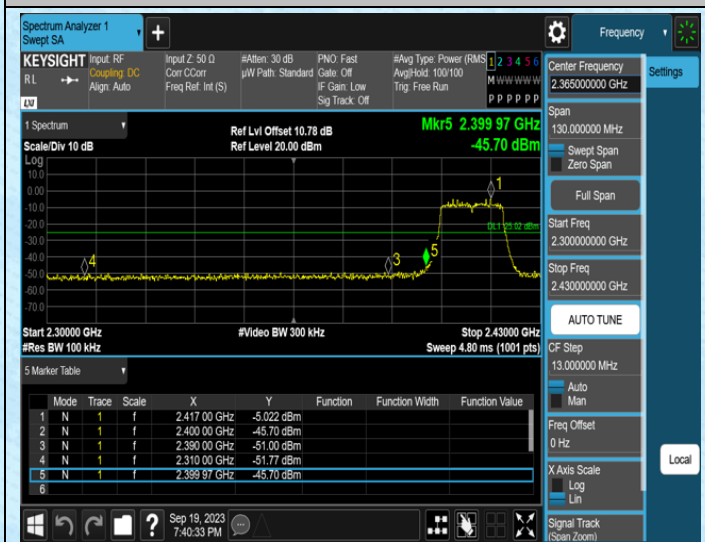 Spectrum Analyzer 1
Swept SA
+
Frequency
KEYSIGHT
RL
LXI
Input: RF
Coupling: DC
Align: Auto
Input Z: 50 Ω
Corr CCorr
Freq Ref: Int (S)
#Atten: 30 dB
µW Path: Standard
PNO: Fast
Gate: Off
IF Gain: Low
Sig Track: Off
#Avg Type: Power (RMS
Avg|Hold: 100/100
Trig: Free Run
1 2 3 4 5 6
M W W W W W
P P P P P P
Center Frequency
2.365000000 GHz
Settings
Span
130.000000 MHz
Swept Span
Zero Span
Full Span
Start Freq
2.300000000 GHz
Stop Freq
2.430000000 GHz
AUTO TUNE
CF Step
13.000000 MHz
Auto
Man
Freq Offset
0 Hz
X Axis Scale
Log
Lin
Signal Track
(Span Zoom)
Local
1 Spectrum
Scale/Div 10 dB
Ref Lvl Offset 10.78 dB
Ref Level 20.00 dBm
Mkr5 2.399 97 GHz
-45.70 dBm
Log
10.0
0.00
-10.0
-20.0
-30.0
-40.0
-50.0
-60.0
-70.0
1
DL1 -25.02 dBm
4
3
5
Start 2.30000 GHz
#Res BW 100 kHz
#Video BW 300 kHz
Stop 2.43000 GHz
Sweep 4.80 ms (1001 pts)
5 Marker Table
Mode Trace Scale X Y Function Function Width Function Value
1 N 1 f 2.417 00 GHz -5.022 dBm
2 N 1 f 2.400 00 GHz -45.70 dBm
3 N 1 f 2.390 00 GHz -51.00 dBm
4 N 1 f 2.310 00 GHz -51.77 dBm
5 N 1 f 2.399 97 GHz -45.70 dBm
6
?
Sep 19, 2023
7:40:33 PM